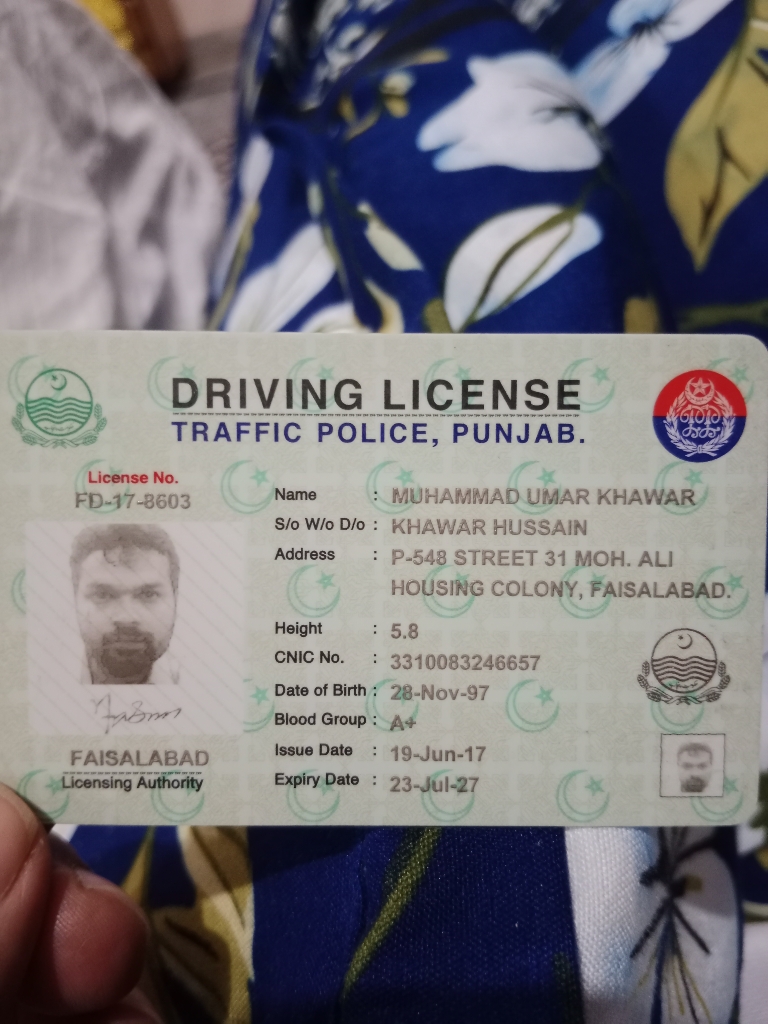 DRIVING LICENSE
TRAFFIC POLICE, PUNJAB.
License No.
FD-17-8603
Name : MUHAMMAD UMAR KHAWAR
S/o W/o D/o : KHAWAR HUSSAIN
Address : P-548 STREET 31 MOH. ALI
HOUSING COLONY, FAISALABAD.
Height : 5.8
CNIC No. : 3310083246657
Date of Birth : 28-Nov-97
Blood Group : A+
Issue Date : 19-Jun-17
Expiry Date : 23-Jul-27
FAISALABAD
Licensing Authority